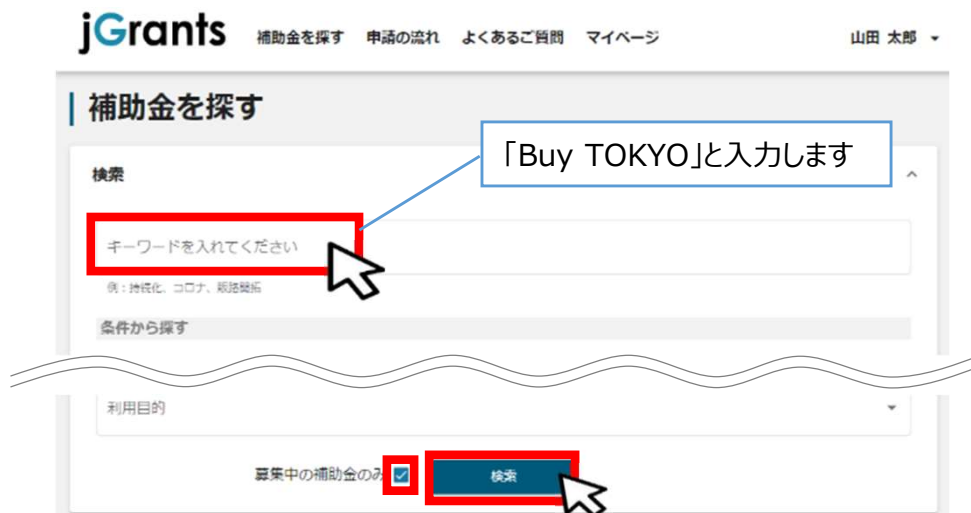 jGrants 補助金を探す 申請の流れ よくあるご質問 マイページ 山田 太郎
補助金を探す
「Buy TOKYO」と入力します
検索
キーワードを入れてください
例：持続化、コロナ、販路開拓
条件から探す
利用目的
募集中の補助金のみ 検索